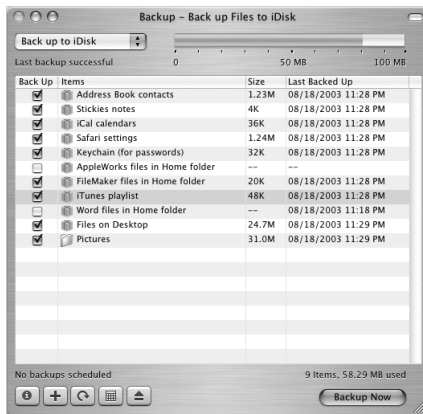 Backup – Back up Files to iDisk
Back up to iDisk
Last backup successful
0 50 MB 100 MB
Back Up Items Size Last Backed Up
Address Book contacts 1.23M 08/18/2003 11:28 PM
Stickies notes 4K 08/18/2003 11:28 PM
iCal calendars 36K 08/18/2003 11:28 PM
Safari settings 1.24M 08/18/2003 11:28 PM
Keychain (for passwords) 32K 08/18/2003 11:28 PM
AppleWorks files in Home folder -- --
FileMaker files in Home folder 20K 08/18/2003 11:28 PM
iTunes playlist 48K 08/18/2003 11:28 PM
Word files in Home folder -- 08/18/2003 11:18 PM
Files on Desktop 24.7M 08/18/2003 11:29 PM
Pictures 31.0M 08/18/2003 11:29 PM
No backups scheduled 9 Items, 58.29 MB used
Backup Now